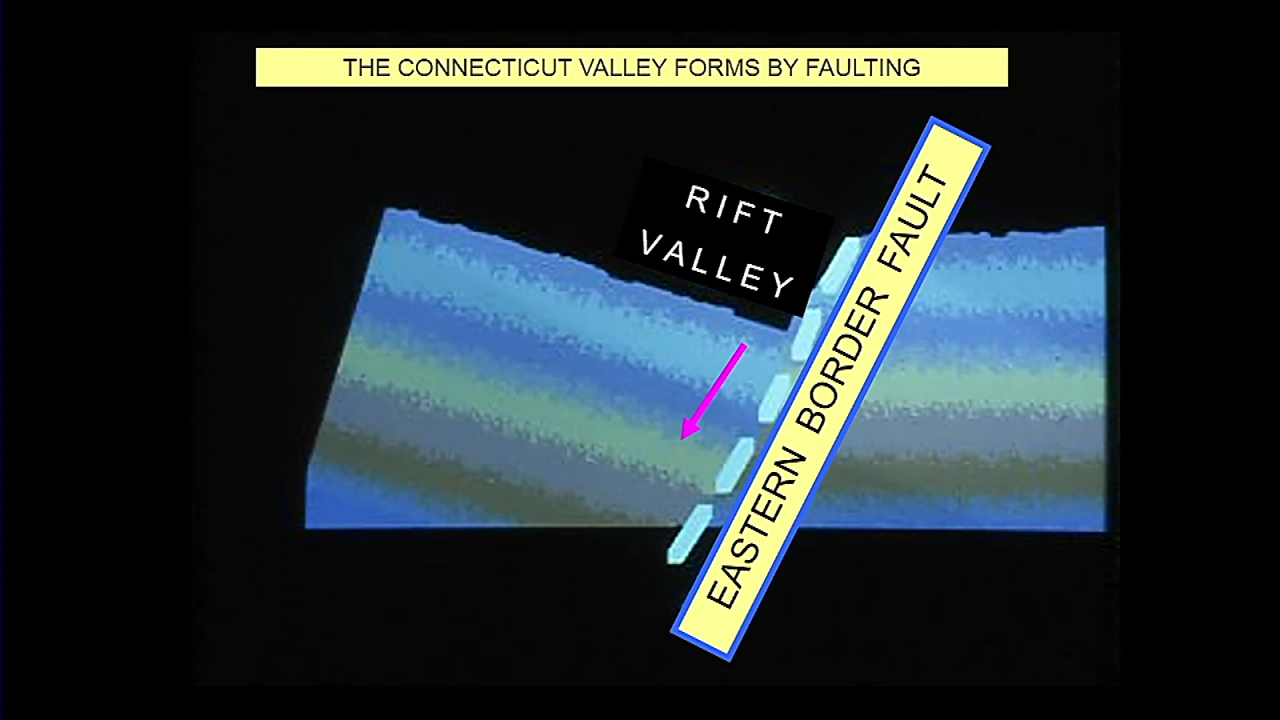 THE CONNECTICUT VALLEY FORMS BY FAULTING
RIFT
VALLEY
EASTERN BORDER FAULT